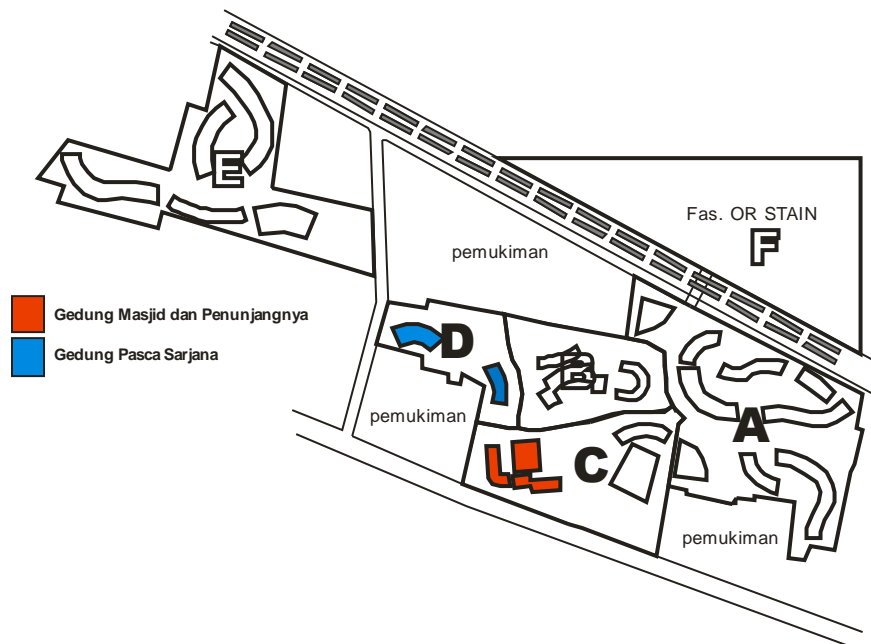 E
Fas. OR STAIN
F
pemukiman
Gedung Masjid dan Penunjangnya
Gedung Pasca Sarjana
D
B
pemukiman
A
C
pemukiman